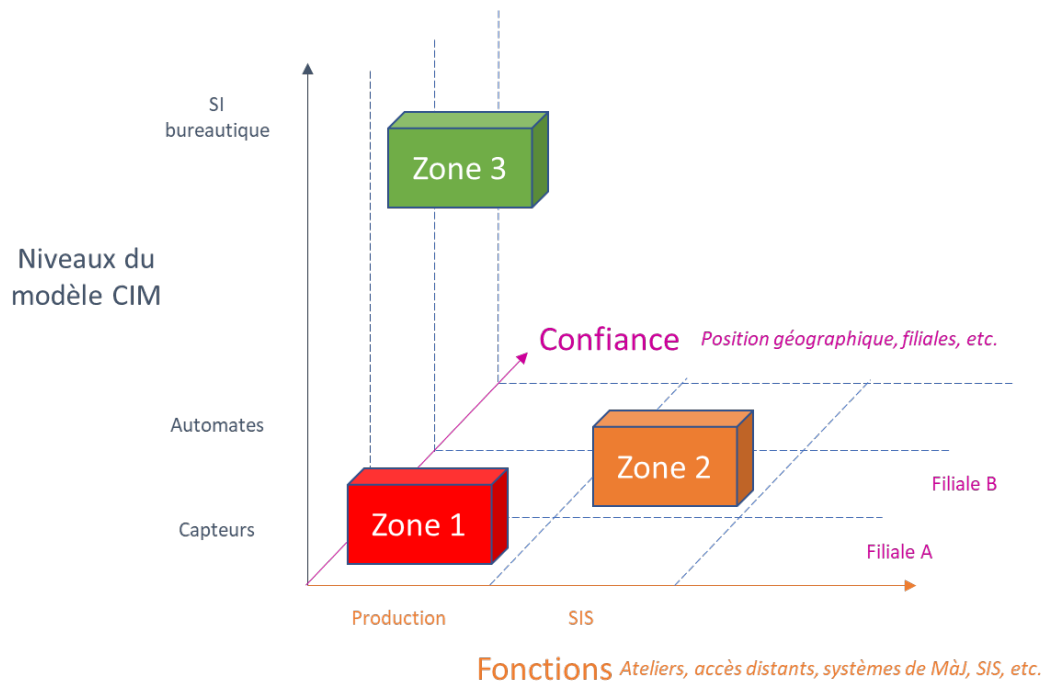 SI
bureautique
Zone 3
Niveaux du
modèle CIM
Confiance Position géographique, filiales, etc.
Automates
Zone 2
Filiale B
Capteurs
Zone 1
Filiale A
Production
SIS
Fonctions Ateliers, accès distants, systèmes de MàJ, SIS, etc.